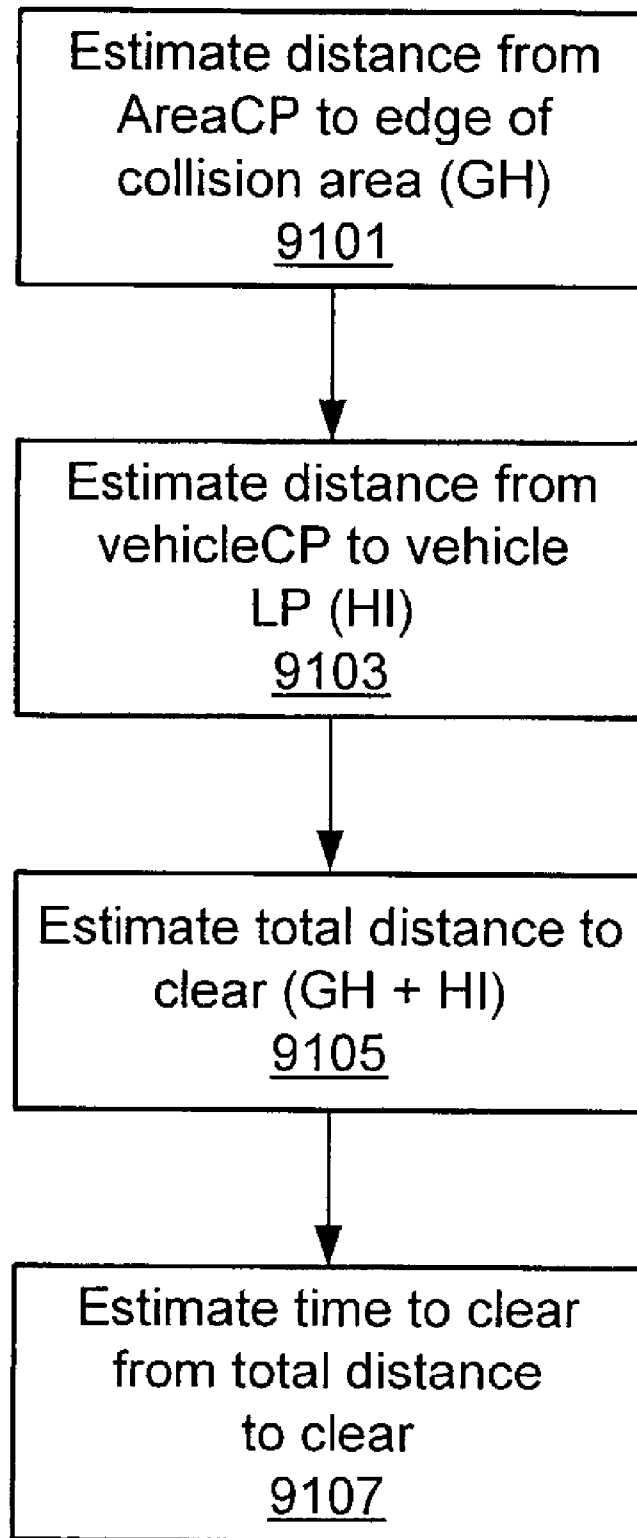 Estimate distance from
AreaCP to edge of
collision area (GH)
9101
Estimate distance from
vehicleCP to vehicle
LP (HI)
9103
Estimate total distance to
clear (GH + HI)
9105
Estimate time to clear
from total distance
to clear
9107